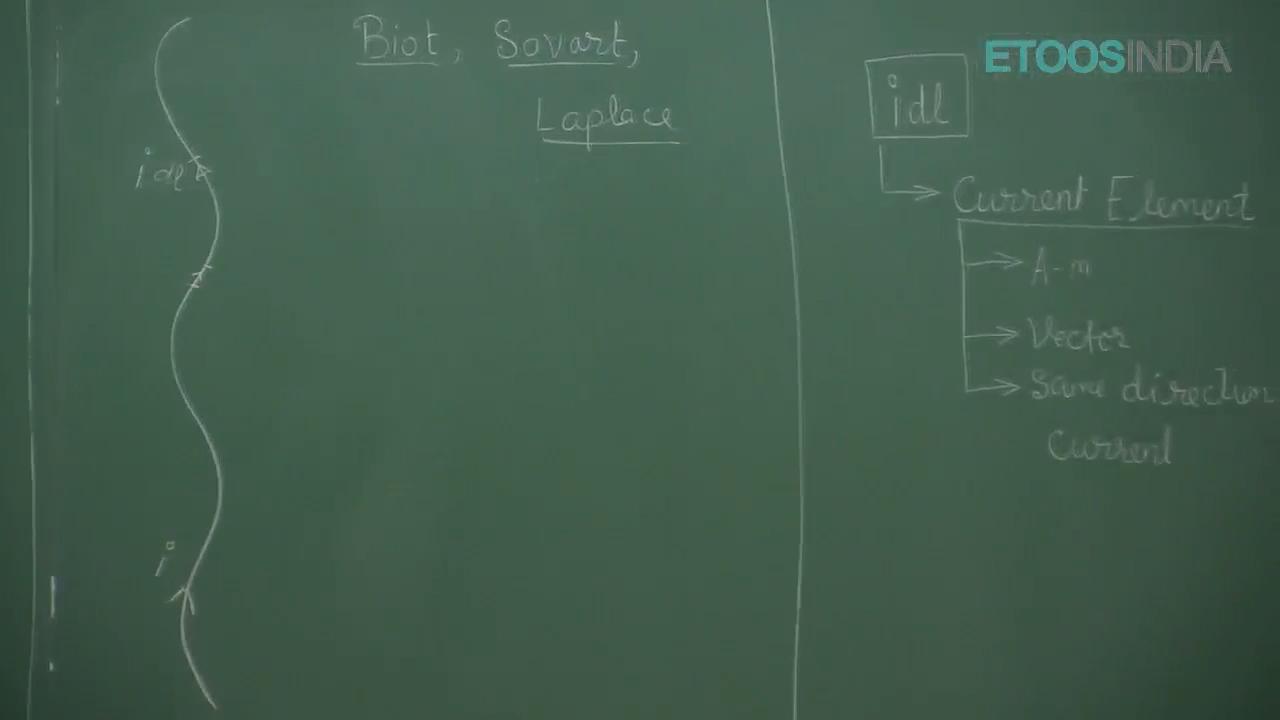 Biot, Savart,
Laplace
idl
i
idl
Current Element
A-m
Vector
Same direction
Current
ETOOSINDIA